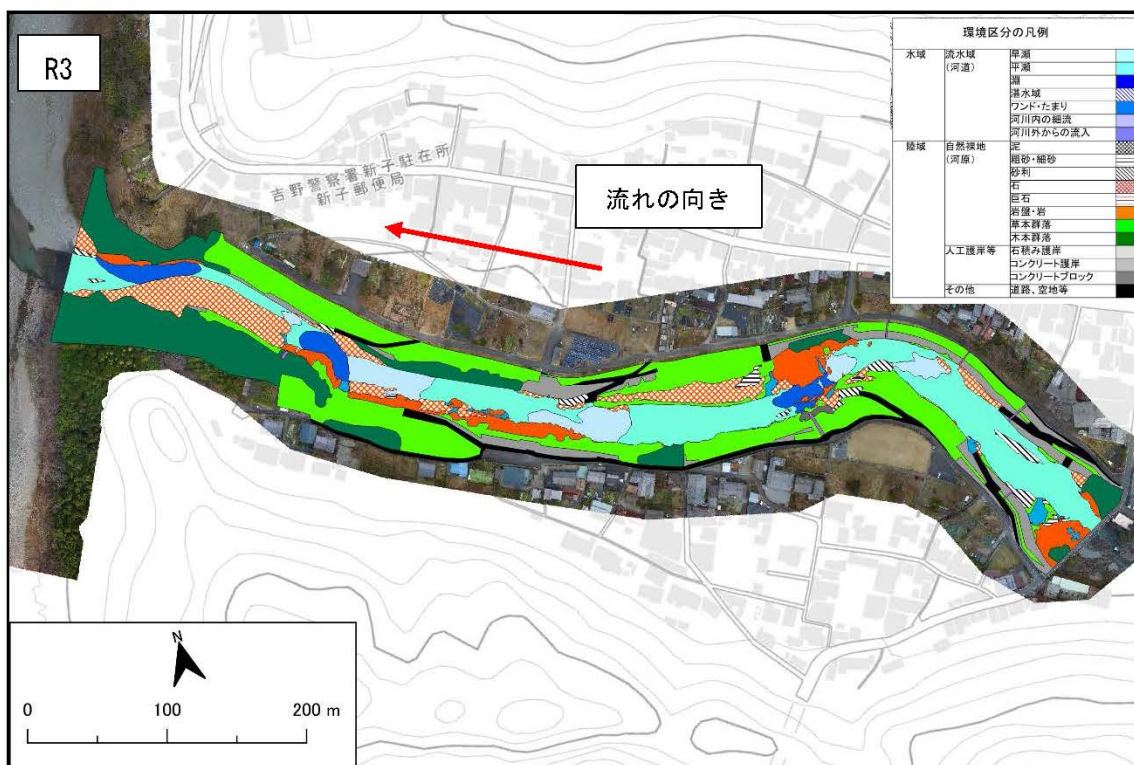 R3
環境区分の凡例
水域 流水域 (河道) 早瀬
平瀬
淵
湛水域
ワンド・たまり
河川内の細流
河川外からの流入
陸域 自然裸地 (河原) 泥
粗砂・細砂
砂利
石
巨石
岩盤・岩
草本群落
木本群落
人工護岸等 石積み護岸
コンクリート護岸
コンクリートブロック
その他 道路、空地等
吉野警察署新子駐在所
新子郵便局
流れの向き
N
0 100 200 m